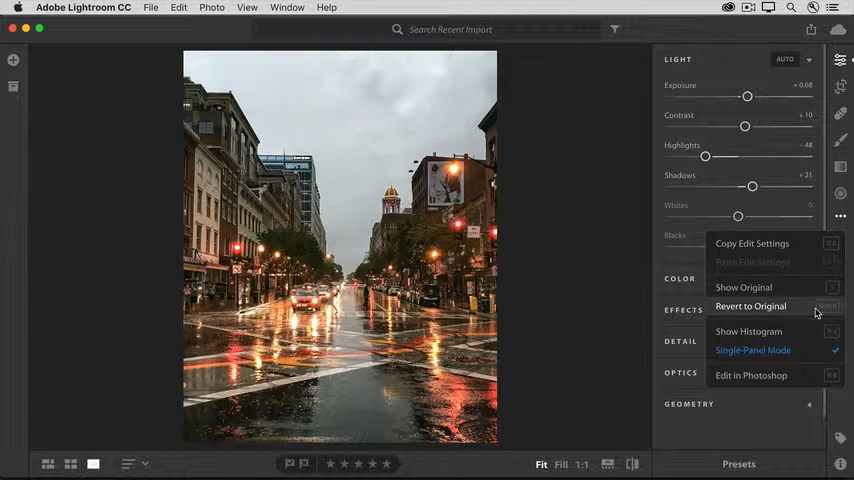 Adobe Lightroom CC File Edit Photo View Window Help
Search Recent Import
LIGHT AUTO
Exposure + 0.68
Contrast + 10
Highlights - 48
Shadows + 21
Whites 0
Blacks
Copy Edit Settings
Paste Edit Settings
COLOR
Show Original
Revert to Original
EFFECTS
Show Histogram
DETAIL
Single-Panel Mode
OPTICS
Edit in Photoshop
GEOMETRY
Fit Fill 1:1
Presets